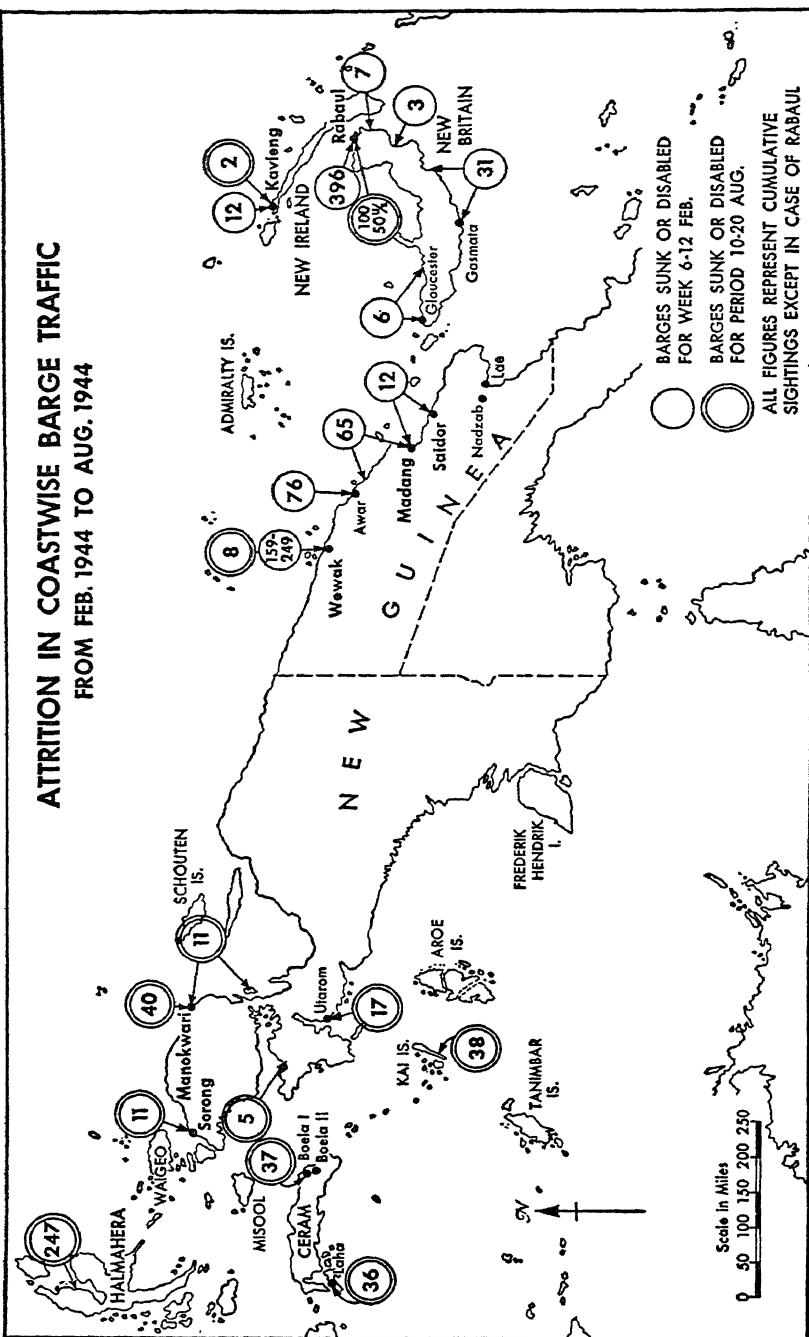 ATTRITION IN COASTWISE BARGE TRAFFIC
FROM FEB. 1944 TO AUG. 1944
247
HALMAHERA
WAIGEO
11
Sorong
Manokwari
40
11
SCHOUTEN
IS.
MISOOL
37
5
Boela I
Boela II
CERAM
Laha
36
Utarom
17
KAI IS.
38
AROE
IS.
TANIMBAR
IS.
FREDERIK
HENDRIK
I.
NEW
GUINEA
8
159-
249
Wewak
76
Awar
65
Madang
12
Saidor
Nadzab
Lae
ADMIRALTY IS.
12
2
Kavieng
NEW IRELAND
396
Rabaul
7
100
50%
3
NEW
BRITAIN
6
Gloucester
31
Gasmata
N
Scale in Miles
0 50 100 150 200 250
BARGES SUNK OR DISABLED
FOR WEEK 6-12 FEB.
BARGES SUNK OR DISABLED
FOR PERIOD 10-20 AUG.
ALL FIGURES REPRESENT CUMULATIVE
SIGHTINGS EXCEPT IN CASE OF RABAUL